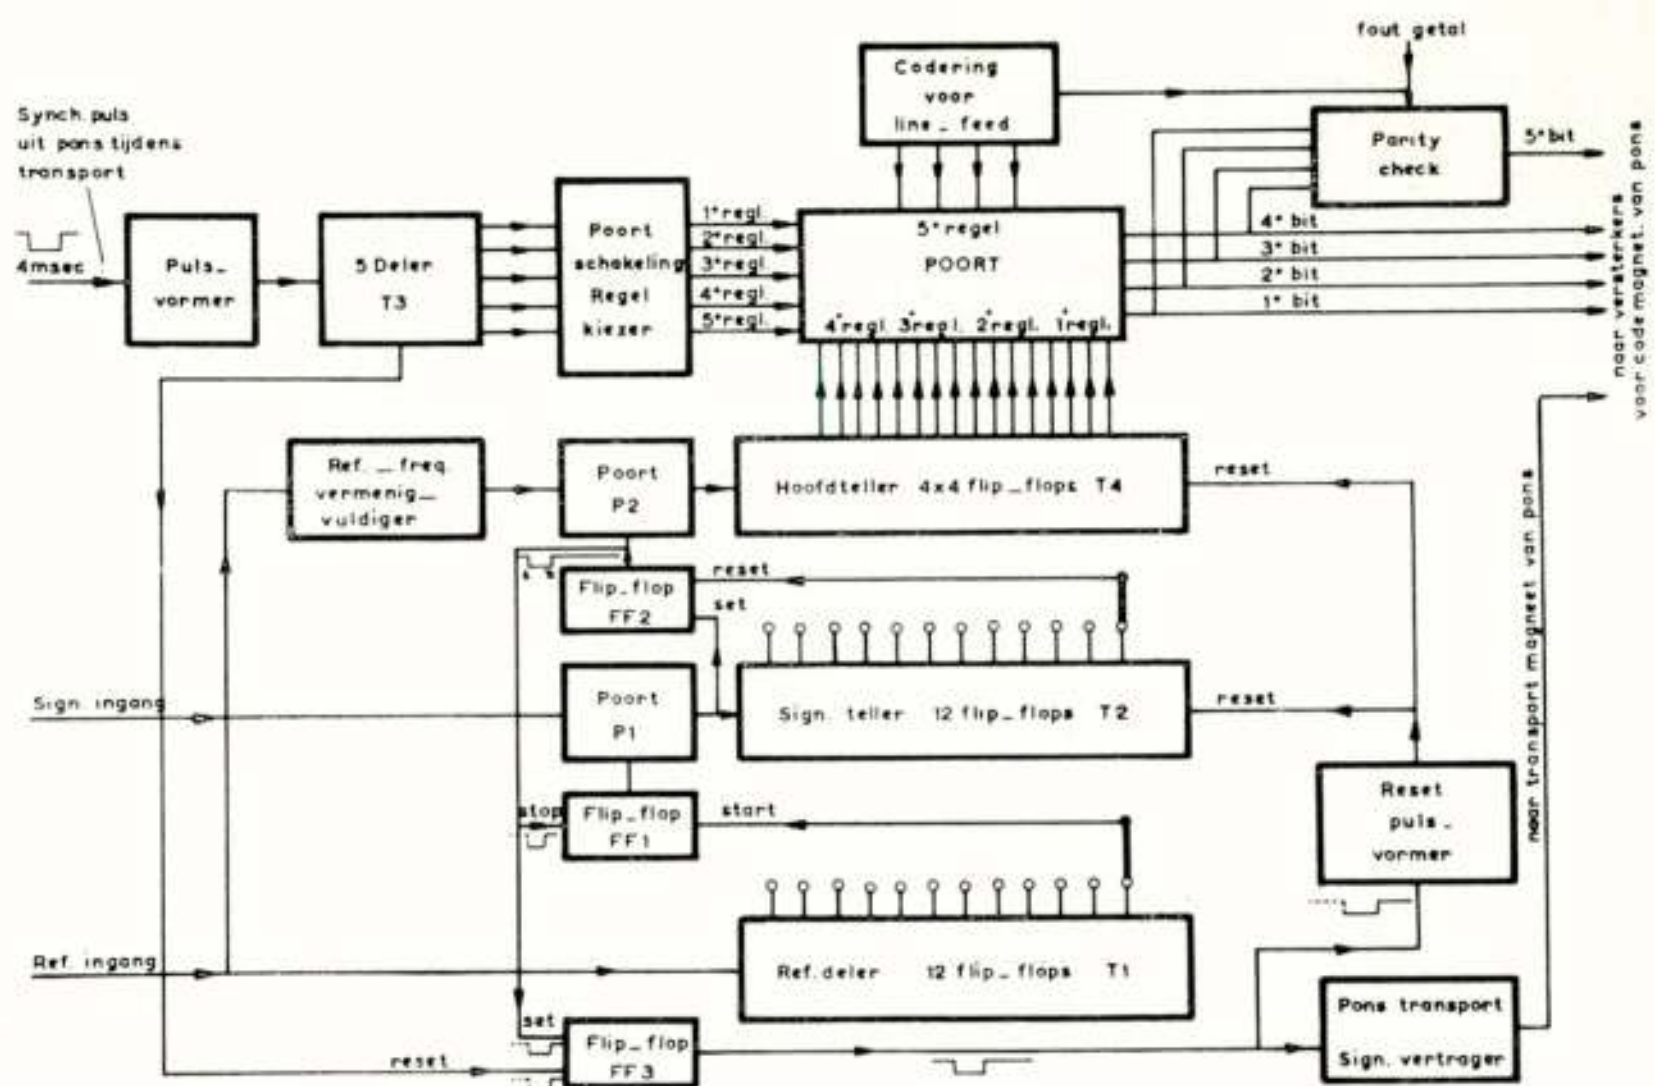 fout getal
Codering
voor
line_feed
Synch. puls
uit pons tijdens
transport
4msec
Puls_
vormer
5 Deler
T3
Poort
schakeling
Regel
kiezer
1e regl.
2e regl.
3e regl.
4e regl.
5e regl.
5e regel
POORT
4e regl. 3e regl. 2e regl. 1e regl.
Parity
check
5e bit
4e bit
3e bit
2e bit
1e bit
naar versterkers
voor codemagnet. van pons
Ref._freq.
vermenig_
vuldiger
Poort
P2
Hoofdteller 4x4 flip_flops T4
reset
Flip_flop
FF2
reset
set
Sign. ingang
Poort
P1
Sign. teller 12 flip_flops T2
reset
stop
Flip_flop
FF1
start
Reset
puls_
vormer
naar transport magneet van pons
Ref. ingang
Ref. deler 12 flip_flops T1
set
reset
Flip_flop
FF3
Pons transport
Sign. vertrager